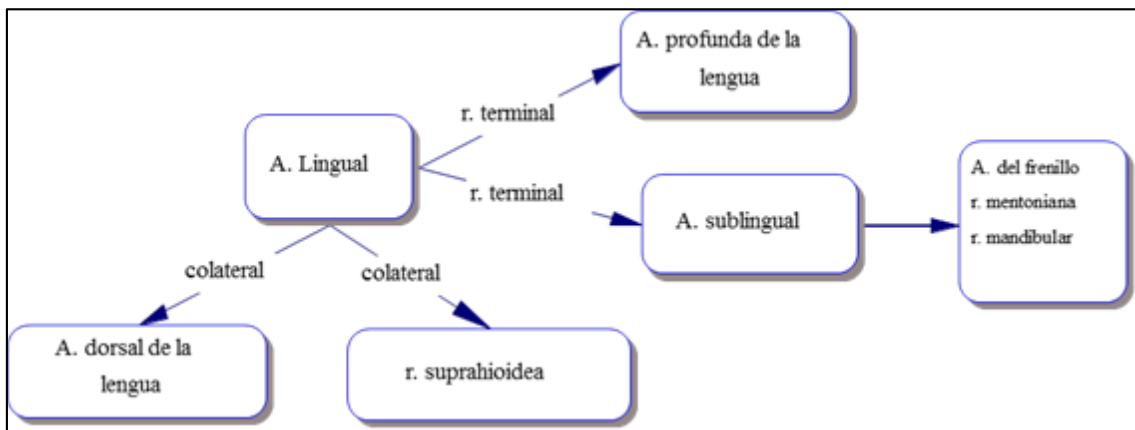 A. profunda de la
lengua
r. terminal
A. Lingual
r. terminal
A. del frenillo
r. mentoniana
r. mandibular
A. sublingual
colateral
colateral
A. dorsal de la
lengua
r. suprahioidea